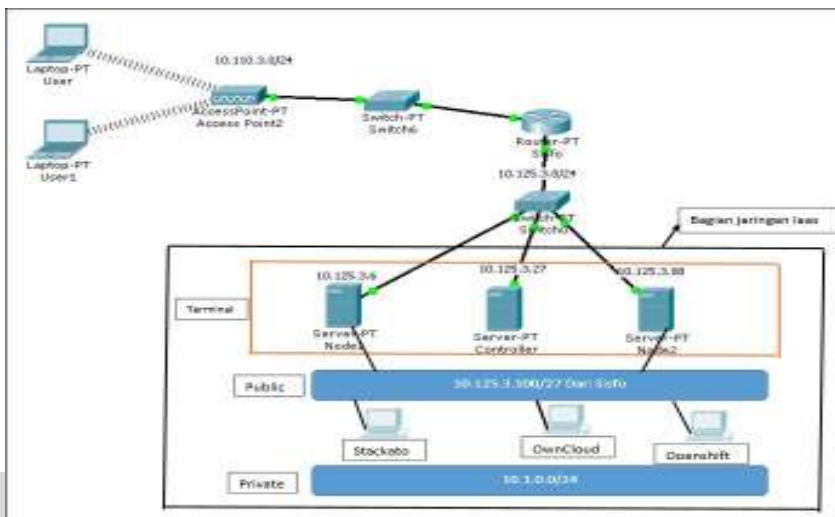 Laptop-PT
User
10.110.3.0/24
AccessPoint-PT
Access Point2
Switch-PT
Switch6
Laptop-PT
User1
Router-PT
Sisfo
10.125.3.0/24
Switch-PT
Bagian jaringan Iaas
10.125.3.6
10.125.3.27
Terminal
Server-PT
Node1
Server-PT
Controller
Server-PT
Node2
Public
10.125.3.100/27 Dari Sisfo
Stackato
OwnCloud
Openshift
Private
10.1.0.0/24